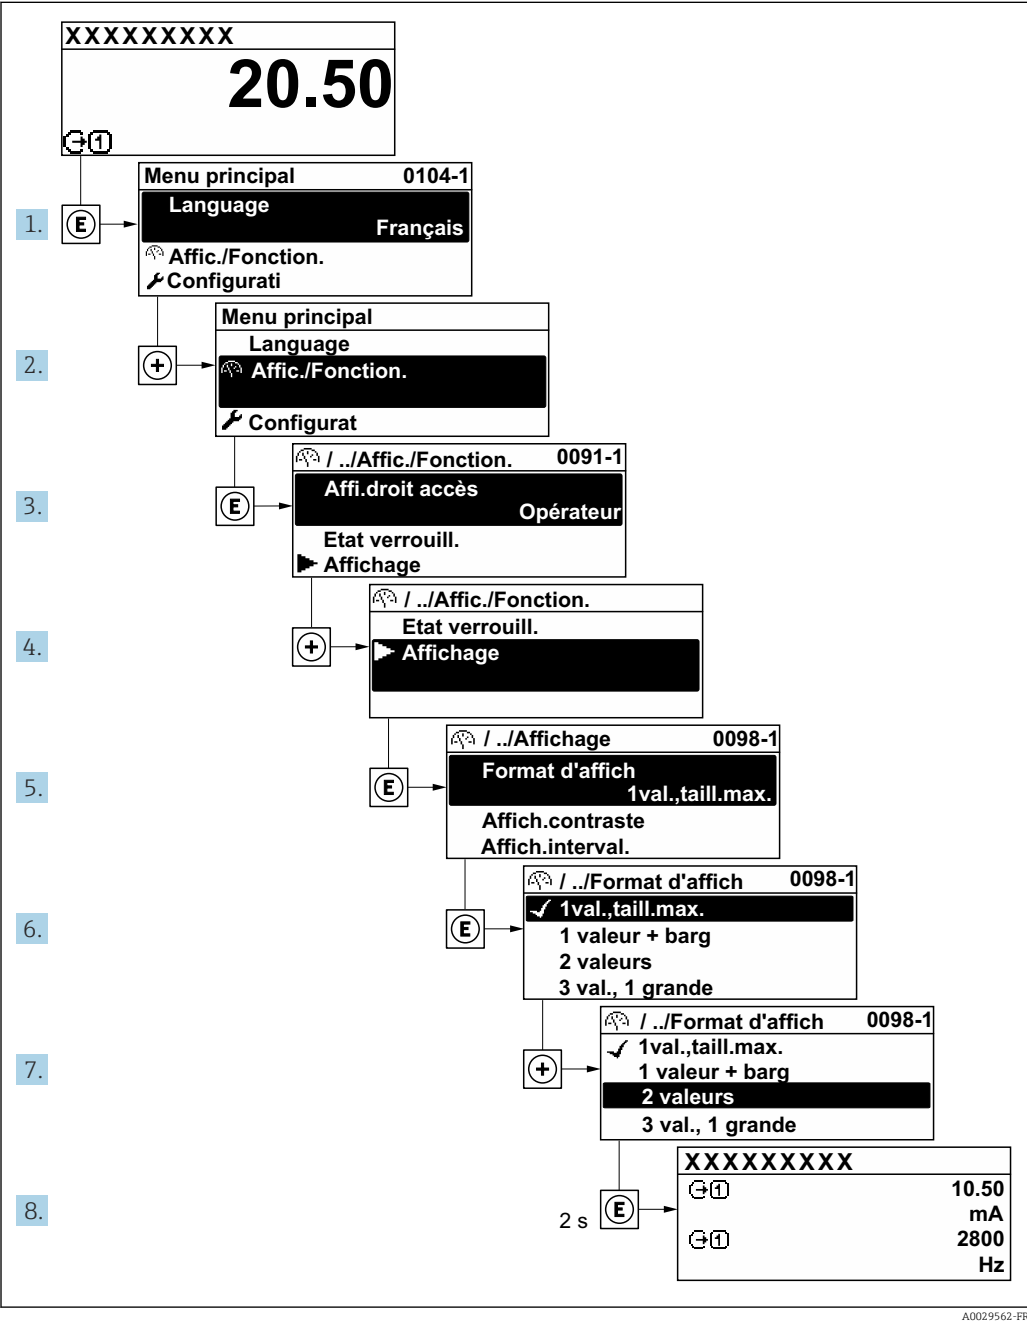 XXXXXXXXX
20.50
1
Menu principal 0104-1
Language
Français
Affic./Fonction.
Configurati
1. E
Menu principal
Language
Affic./Fonction.
Configurat
2. +
/ ../Affic./Fonction. 0091-1
Affi.droit accès
Opérateur
Etat verrouill.
Affichage
3. E
/ ../Affic./Fonction.
Etat verrouill.
Affichage
4. +
/ ../Affichage 0098-1
Format d'affich
1val.,taill.max.
Affich.contraste
Affich.interval.
5. E
/ ../Format d'affich 0098-1
1val.,taill.max.
1 valeur + barg
2 valeurs
3 val., 1 grande
6. E
/ ../Format d'affich 0098-1
1val.,taill.max.
1 valeur + barg
2 valeurs
3 val., 1 grande
7. +
XXXXXXXXX
1 10.50
mA
1 2800
Hz
8. 2 s E
A0029562-FR